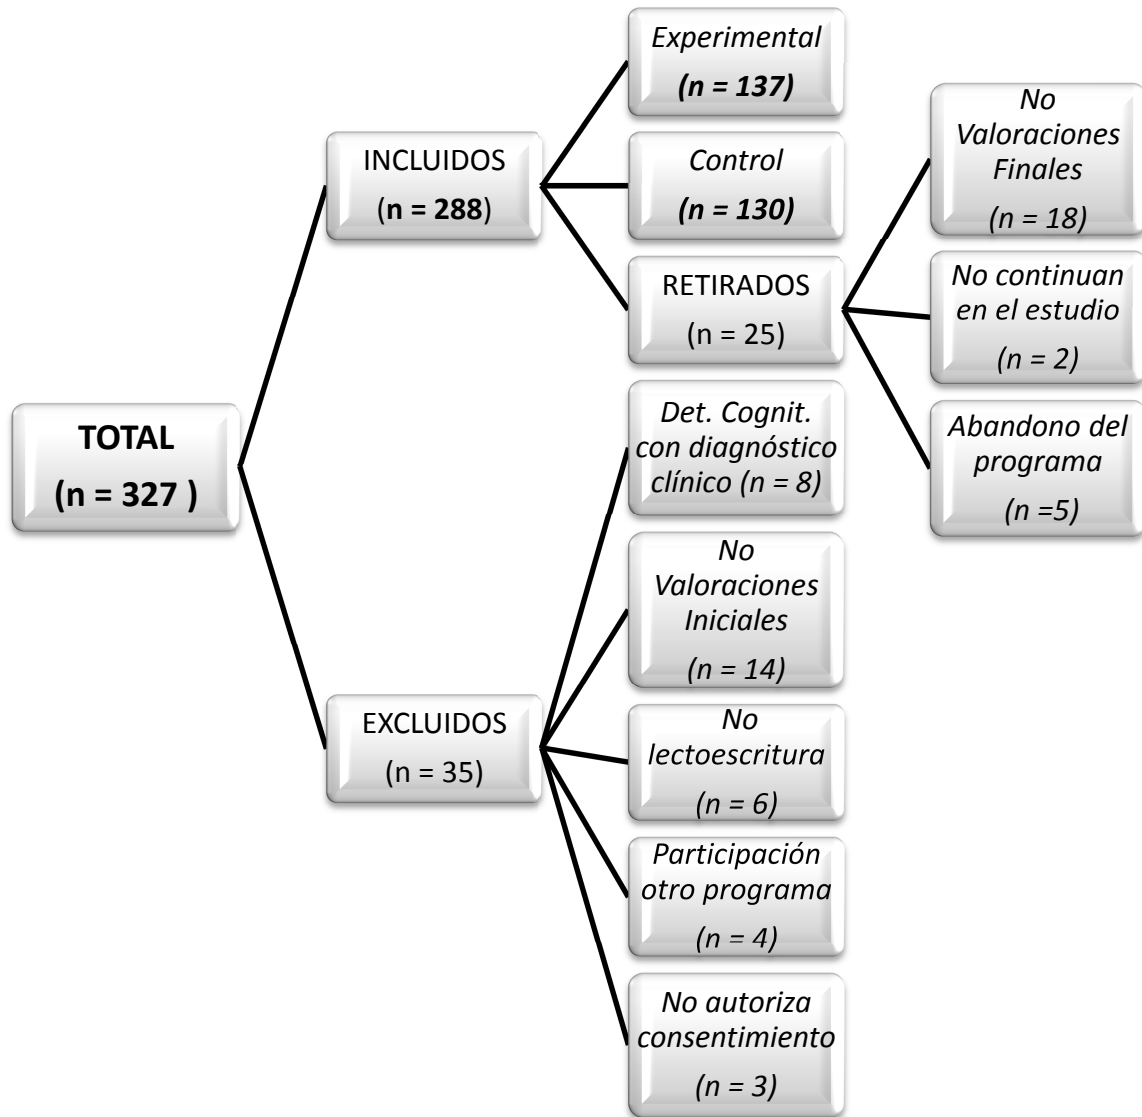 TOTAL
(n = 327 )
INCLUIDOS
(n = 288)
Experimental
(n = 137)
Control
(n = 130)
RETIRADOS
(n = 25)
No
Valoraciones
Finales
(n = 18)
No continuan
en el estudio
(n = 2)
Abandono del
programa
(n =5)
EXCLUIDOS
(n = 35)
Det. Cognit.
con diagnóstico
clínico (n = 8)
No
Valoraciones
Iniciales
(n = 14)
No
lectoescritura
(n = 6)
Participación
otro programa
(n = 4)
No autoriza
consentimiento
(n = 3)